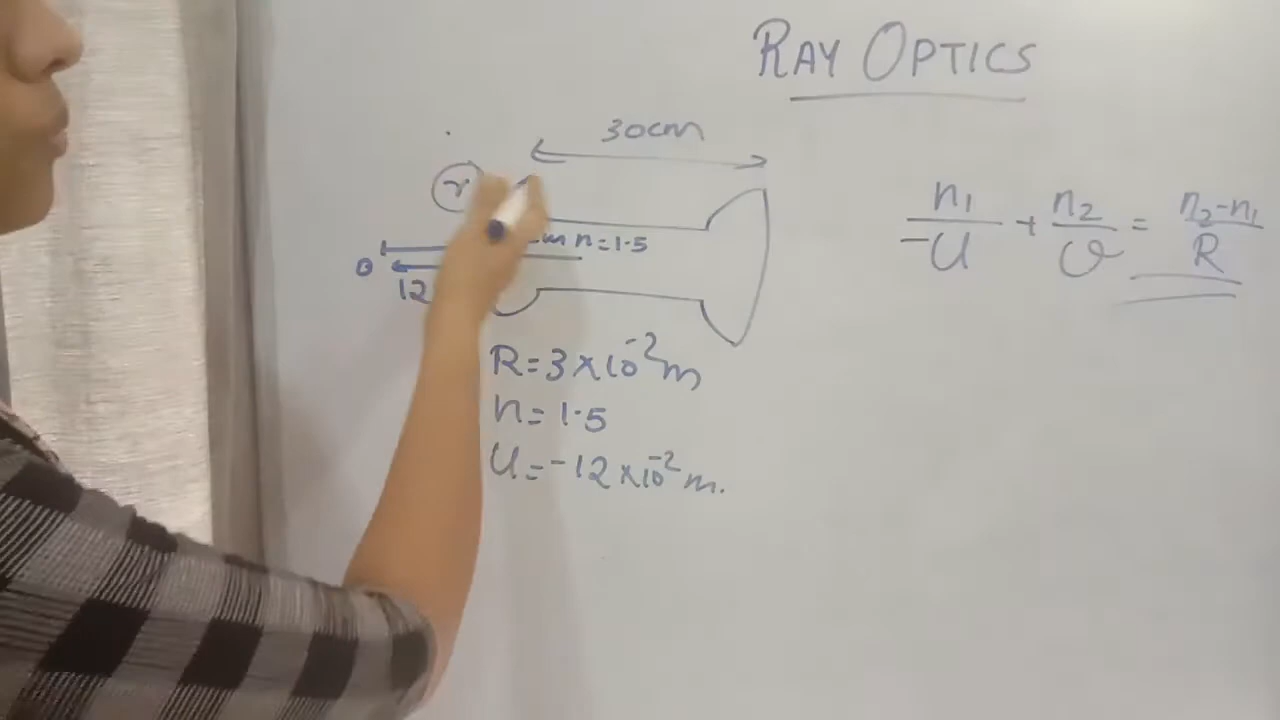 RAY OPTICS
30cm
r
n=1.5
12
R=3×10⁻²m
n=1.5
U=-12×10⁻²m.
n₁/-U + n₂/v = n₂-n₁/R